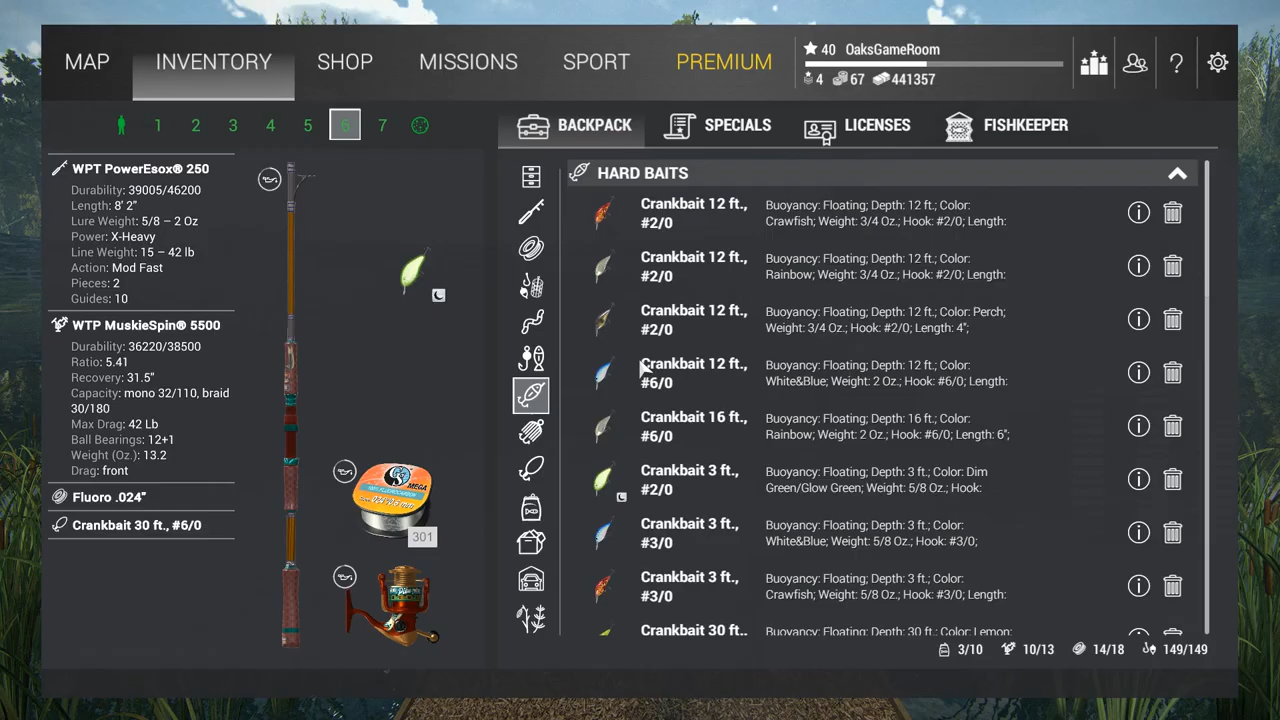 MAP INVENTORY SHOP MISSIONS SPORT PREMIUM
40 OaksGameRoom
4 67 441357
1 2 3 4 5 6 7
BACKPACK SPECIALS LICENSES FISHKEEPER
WPT PowerEsox® 250
Durability: 39005/46200
Length: 8' 2"
Lure Weight: 5/8 – 2 Oz
Power: X-Heavy
Line Weight: 15 – 42 lb
Action: Mod Fast
Pieces: 2
Guides: 10
WTP MuskieSpin® 5500
Durability: 36220/38500
Ratio: 5.41
Recovery: 31.5"
Capacity: mono 32/110, braid
30/180
Max Drag: 42 Lb
Ball Bearings: 12+1
Weight (Oz.): 13.2
Drag: front
Fluoro .024"
Crankbait 30 ft., #6/0
MEGA
301
HARD BAITS
Crankbait 12 ft.,
#2/0
Buoyancy: Floating; Depth: 12 ft.; Color:
Crawfish; Weight: 3/4 Oz.; Hook: #2/0; Length:
Crankbait 12 ft.,
#2/0
Buoyancy: Floating; Depth: 12 ft.; Color:
Rainbow; Weight: 3/4 Oz.; Hook: #2/0; Length:
Crankbait 12 ft.,
#2/0
Buoyancy: Floating; Depth: 12 ft.; Color: Perch;
Weight: 3/4 Oz.; Hook: #2/0; Length: 4";
Crankbait 12 ft.,
#6/0
Buoyancy: Floating; Depth: 12 ft.; Color:
White&Blue; Weight: 2 Oz.; Hook: #6/0; Length:
Crankbait 16 ft.,
#6/0
Buoyancy: Floating; Depth: 16 ft.; Color:
Rainbow; Weight: 2 Oz.; Hook: #6/0; Length: 6";
Crankbait 3 ft.,
#2/0
Buoyancy: Floating; Depth: 3 ft.; Color: Dim
Green/Glow Green; Weight: 5/8 Oz.; Hook:
Crankbait 3 ft.,
#3/0
Buoyancy: Floating; Depth: 3 ft.; Color:
White&Blue; Weight: 5/8 Oz.; Hook: #3/0;
Crankbait 3 ft.,
#3/0
Buoyancy: Floating; Depth: 3 ft.; Color:
Crawfish; Weight: 5/8 Oz.; Hook: #3/0; Length:
Crankbait 30 ft.,
Buoyancy: Floating; Depth: 30 ft.; Color: Lemon;
3/10 10/13 14/18 149/149